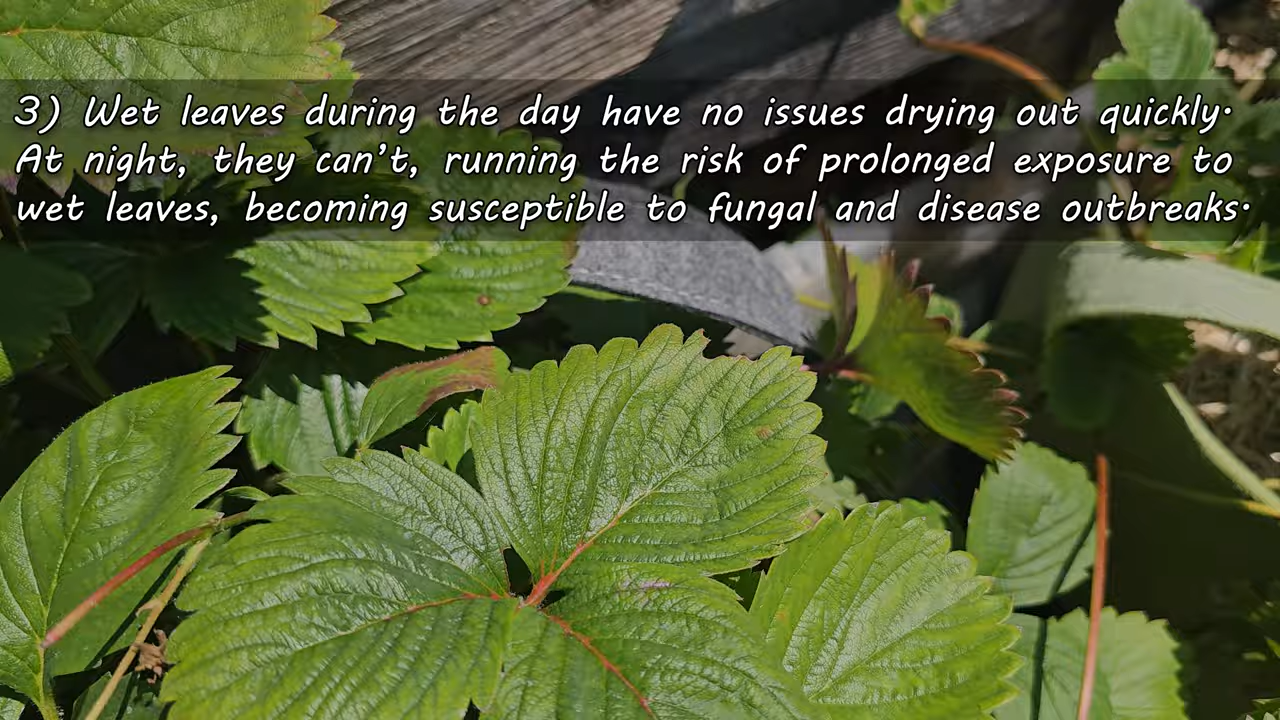 3) Wet leaves during the day have no issues drying out quickly.
At night, they can't, running the risk of prolonged exposure to
wet leaves, becoming susceptible to fungal and disease outbreaks.